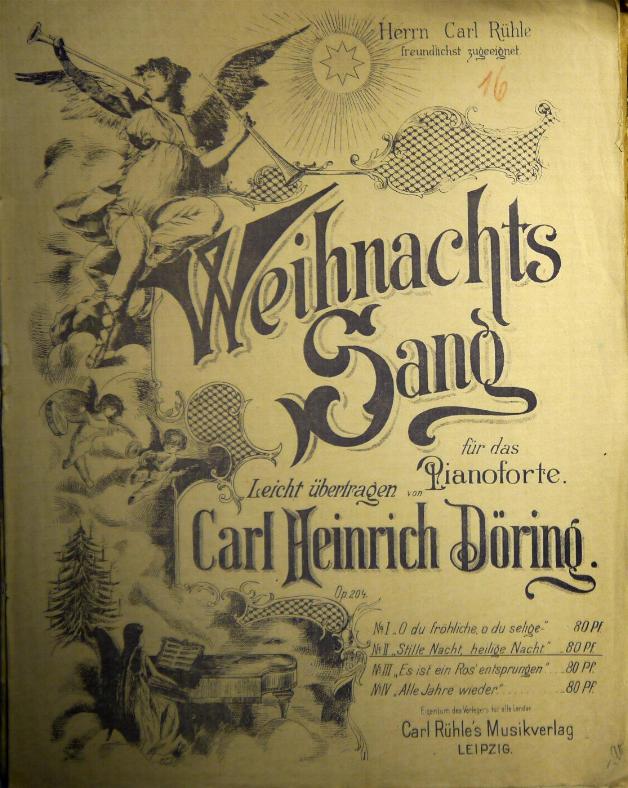 Herrn Carl Rühle
freundlichst zugeeignet.
16
Weihnachts
Sang
für das
Pianoforte.
Leicht übertragen von
Carl Heinrich Döring.
Op. 204.
No I „O du fröhliche, o du selige" 80 Pf.
No II „Stille Nacht, heilige Nacht" 80 Pf.
No III „Es ist ein Ros' entsprungen" 80 Pf.
No IV „Alle Jahre wieder" 80 Pf.
Eigentum des Verlegers für alle Länder
Carl Rühle's Musikverlag
LEIPZIG.